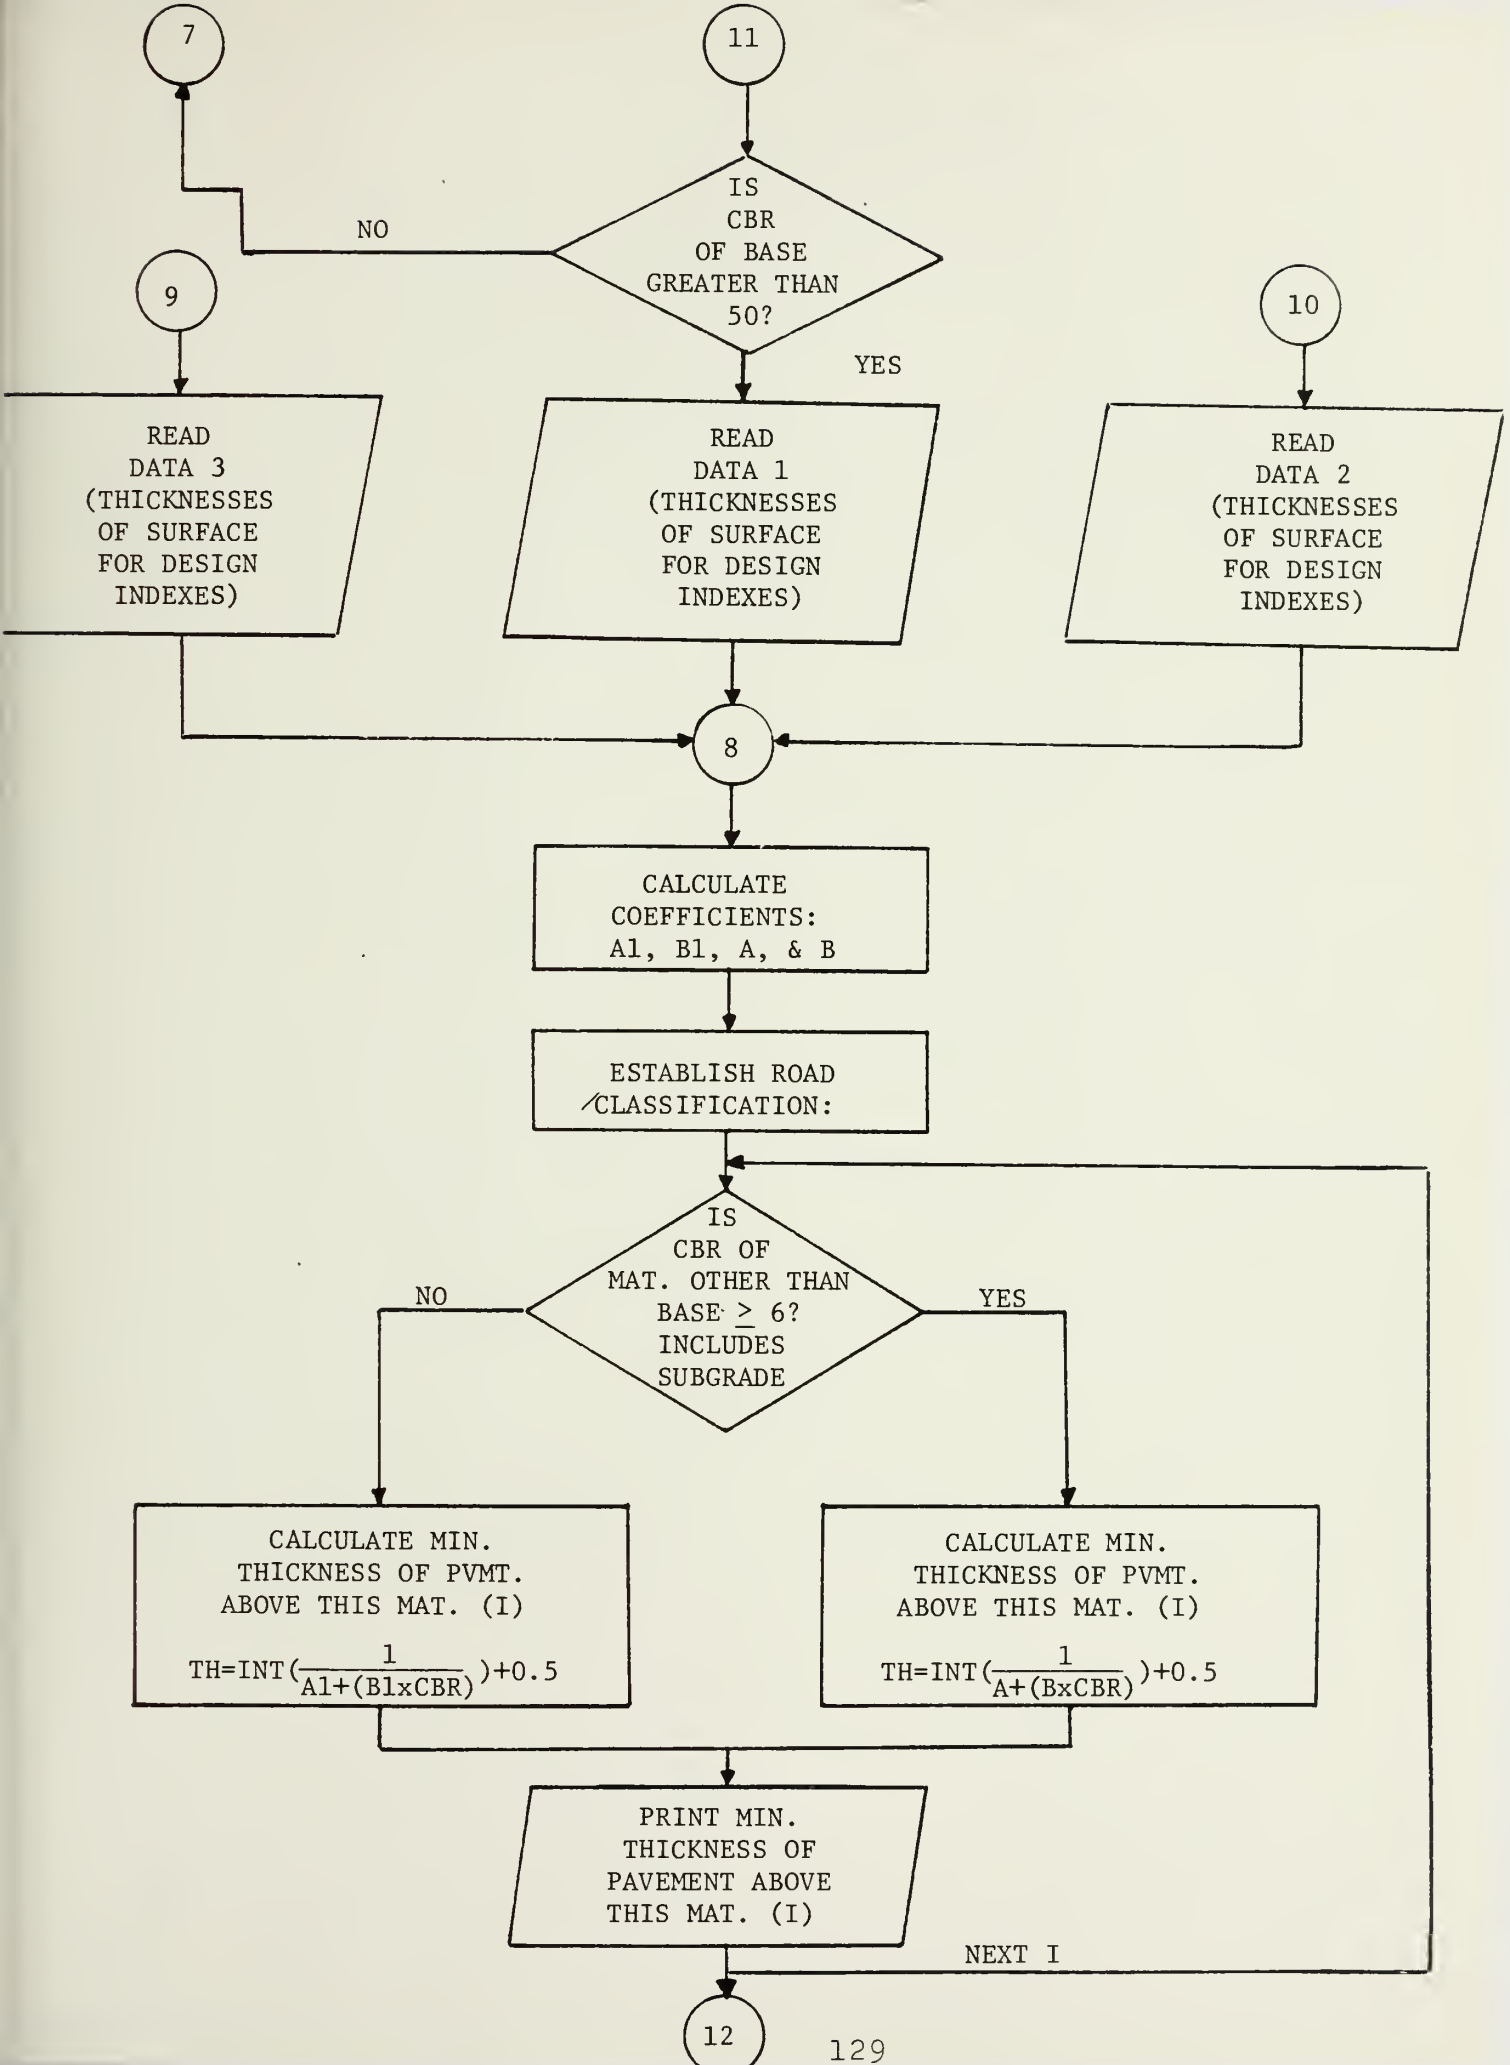 7
11
IS
CBR
OF BASE
GREATER THAN
50?
NO
YES
9
10
READ
DATA 3
(THICKNESSES
OF SURFACE
FOR DESIGN
INDEXES)
READ
DATA 1
(THICKNESSES
OF SURFACE
FOR DESIGN
INDEXES)
READ
DATA 2
(THICKNESSES
OF SURFACE
FOR DESIGN
INDEXES)
8
CALCULATE
COEFFICIENTS:
A1, B1, A, & B
ESTABLISH ROAD
CLASSIFICATION:
IS
CBR OF
MAT. OTHER THAN
BASE ≥ 6?
INCLUDES
SUBGRADE
NO
YES
CALCULATE MIN.
THICKNESS OF PVMT.
ABOVE THIS MAT. (I)
TH=INT(1/A1+(B1xCBR))+0.5
CALCULATE MIN.
THICKNESS OF PVMT.
ABOVE THIS MAT. (I)
TH=INT(1/A+(BxCBR))+0.5
PRINT MIN.
THICKNESS OF
PAVEMENT ABOVE
THIS MAT. (I)
NEXT I
12
129